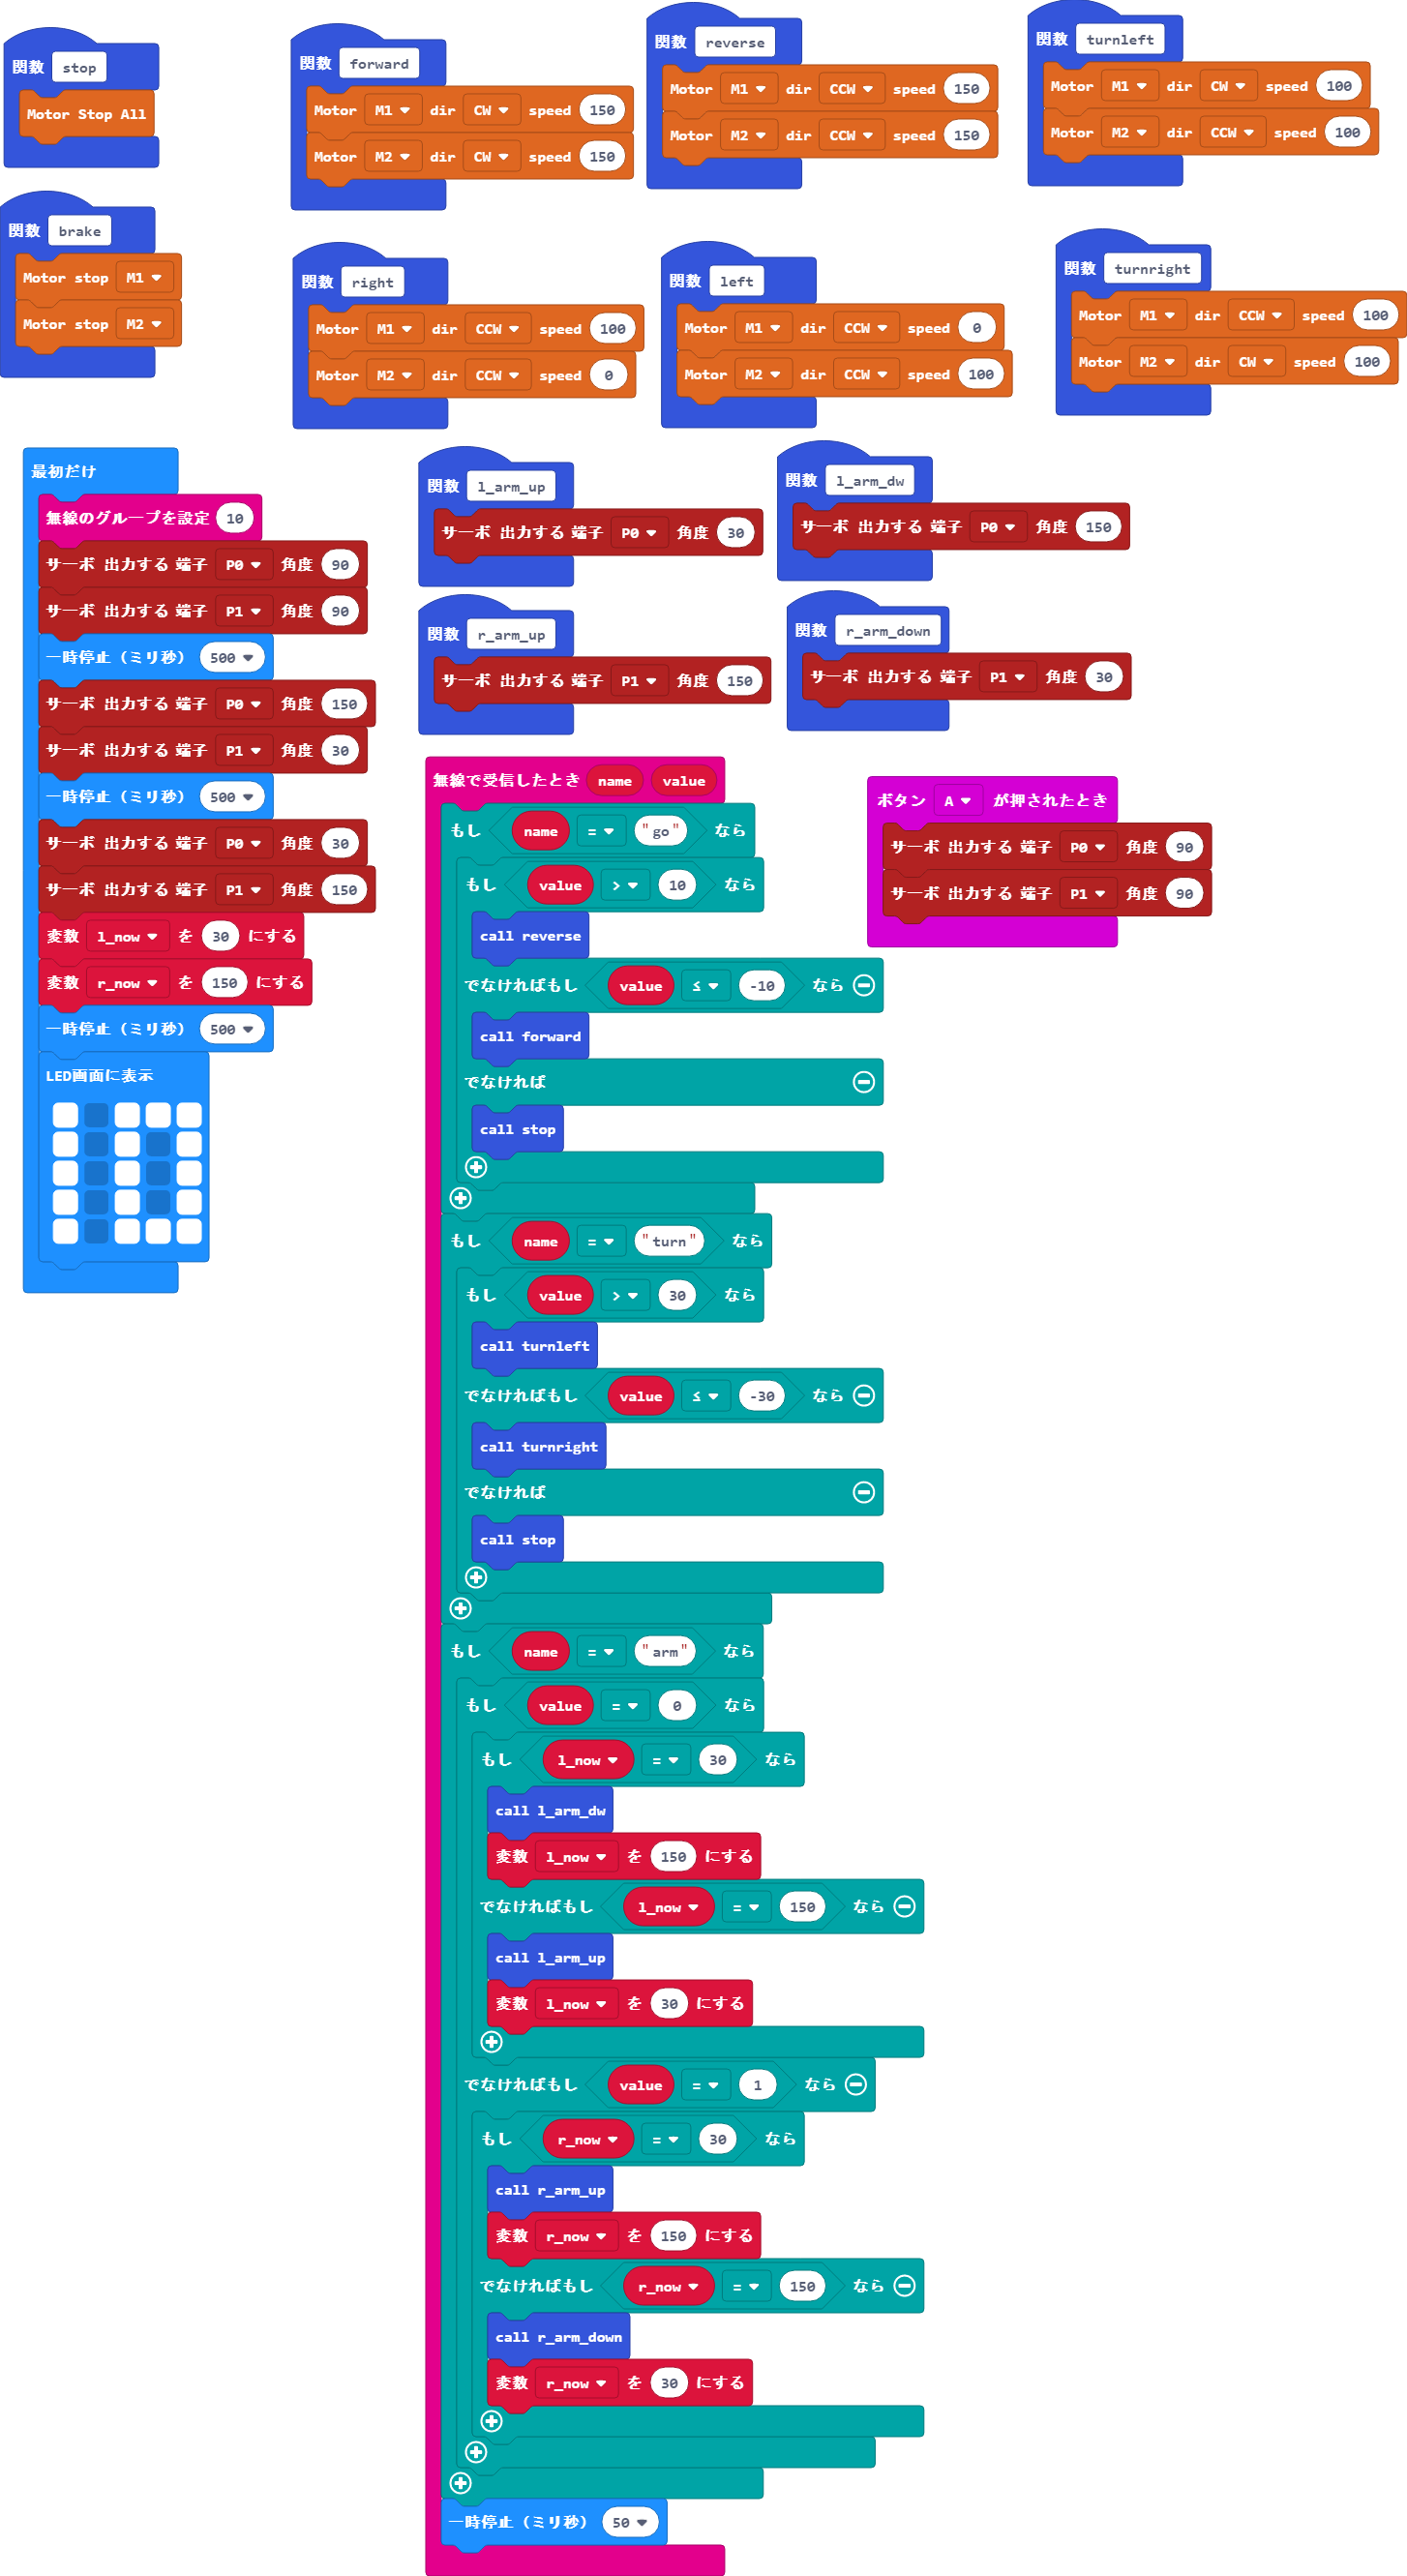 関数 stop
Motor Stop All
関数 forward
Motor M1 dir CW speed 150
Motor M2 dir CW speed 150
関数 reverse
Motor M1 dir CCW speed 150
Motor M2 dir CCW speed 150
関数 turnleft
Motor M1 dir CW speed 100
Motor M2 dir CCW speed 100
関数 brake
Motor stop M1
Motor stop M2
関数 right
Motor M1 dir CCW speed 100
Motor M2 dir CCW speed 0
関数 left
Motor M1 dir CCW speed 0
Motor M2 dir CCW speed 100
関数 turnright
Motor M1 dir CCW speed 100
Motor M2 dir CW speed 100
最初だけ
無線のグループを設定 10
サーボ 出力する 端子 P0 角度 90
サーボ 出力する 端子 P1 角度 90
一時停止（ミリ秒） 500
サーボ 出力する 端子 P0 角度 150
サーボ 出力する 端子 P1 角度 30
一時停止（ミリ秒） 500
サーボ 出力する 端子 P0 角度 30
サーボ 出力する 端子 P1 角度 150
変数 l_now を 30 にする
変数 r_now を 150 にする
一時停止（ミリ秒） 500
LED画面に表示
関数 l_arm_up
サーボ 出力する 端子 P0 角度 30
関数 l_arm_dw
サーボ 出力する 端子 P0 角度 150
関数 r_arm_up
サーボ 出力する 端子 P1 角度 150
関数 r_arm_down
サーボ 出力する 端子 P1 角度 30
無線で受信したとき name value
もし name = "go" なら
もし value > 10 なら
call reverse
でなければもし value ≤ -10 なら
call forward
でなければ
call stop
もし name = "turn" なら
もし value > 30 なら
call turnleft
でなければもし value ≤ -30 なら
call turnright
でなければ
call stop
もし name = "arm" なら
もし value = 0 なら
もし l_now = 30 なら
call l_arm_dw
変数 l_now を 150 にする
でなければもし l_now = 150 なら
call l_arm_up
変数 l_now を 30 にする
でなければもし value = 1 なら
もし r_now = 30 なら
call r_arm_up
変数 r_now を 150 にする
でなければもし r_now = 150 なら
call r_arm_down
変数 r_now を 30 にする
一時停止（ミリ秒） 50
ボタン A が押されたとき
サーボ 出力する 端子 P0 角度 90
サーボ 出力する 端子 P1 角度 90